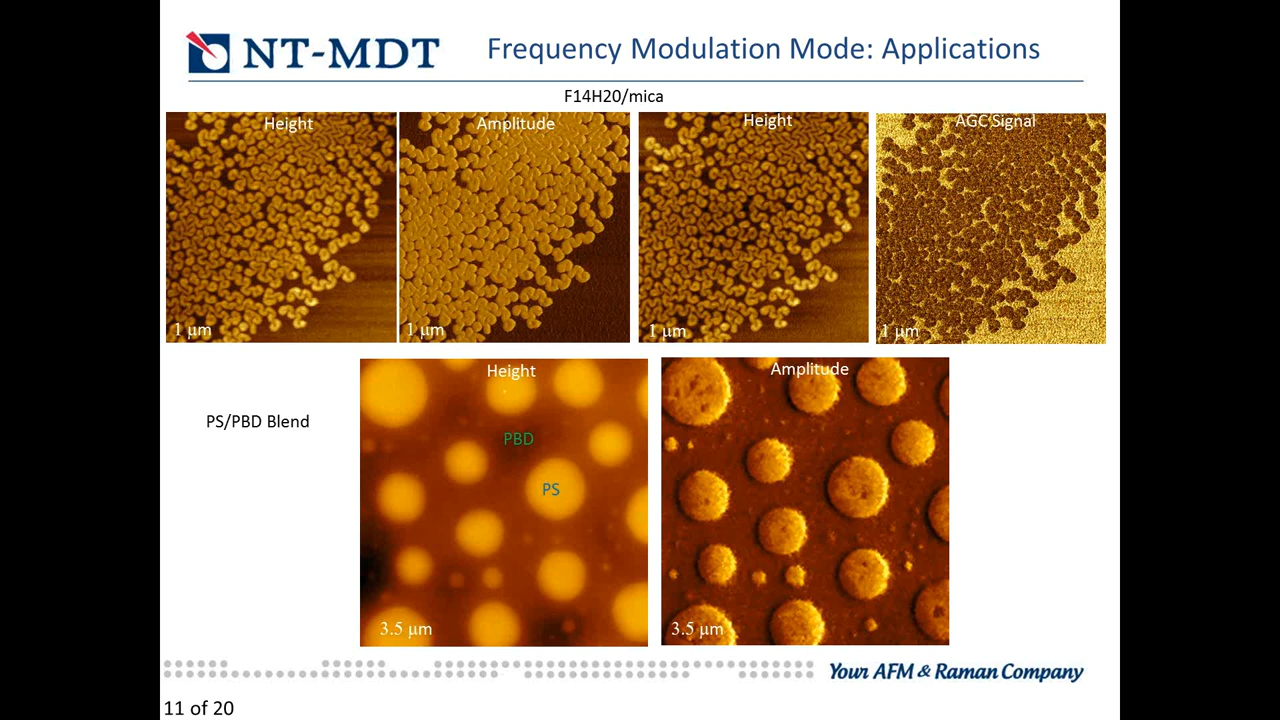 NT-MDT
Frequency Modulation Mode: Applications
F14H20/mica
Height
Amplitude
Height
AGC Signal
1 μm
1 μm
1 μm
1 μm
Height
Amplitude
PS/PBD Blend
PBD
PS
3.5 μm
3.5 μm
Your AFM & Raman Company
11 of 20